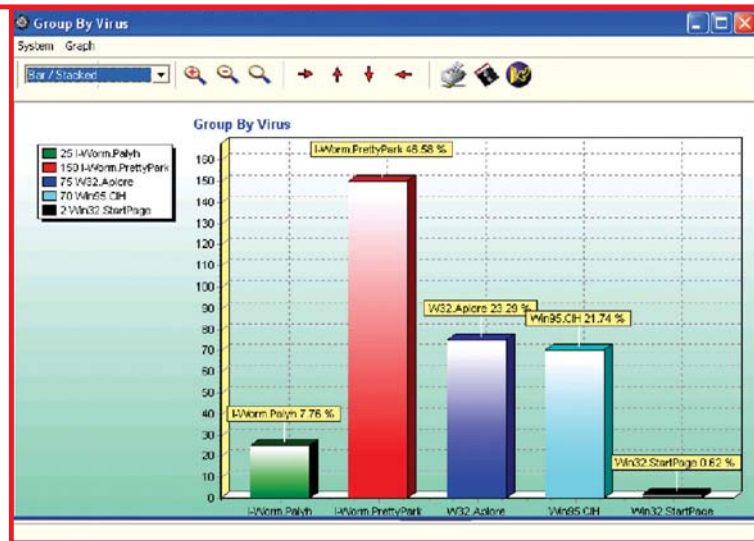 Group By Virus
System Graph
Bar / Stacked
Group By Virus
25 I-Worm.Palyh
150 I-Worm.PrettyPark
75 W32.Aplore
70 Win95.CIH
2 Win32.StartPage
I-Worm.PrettyPark 46.58 %
W32.Aplore 23.29 %
Win95.CIH 21.74 %
I-Worm.Palyh 7.76 %
Win32.StartPage 0.62 %
160
150
140
130
120
110
100
90
80
70
60
50
40
30
20
10
0
I-Worm.Palyh I-Worm.PrettyPark W32.Aplore Win95.CIH Win32.StartPage